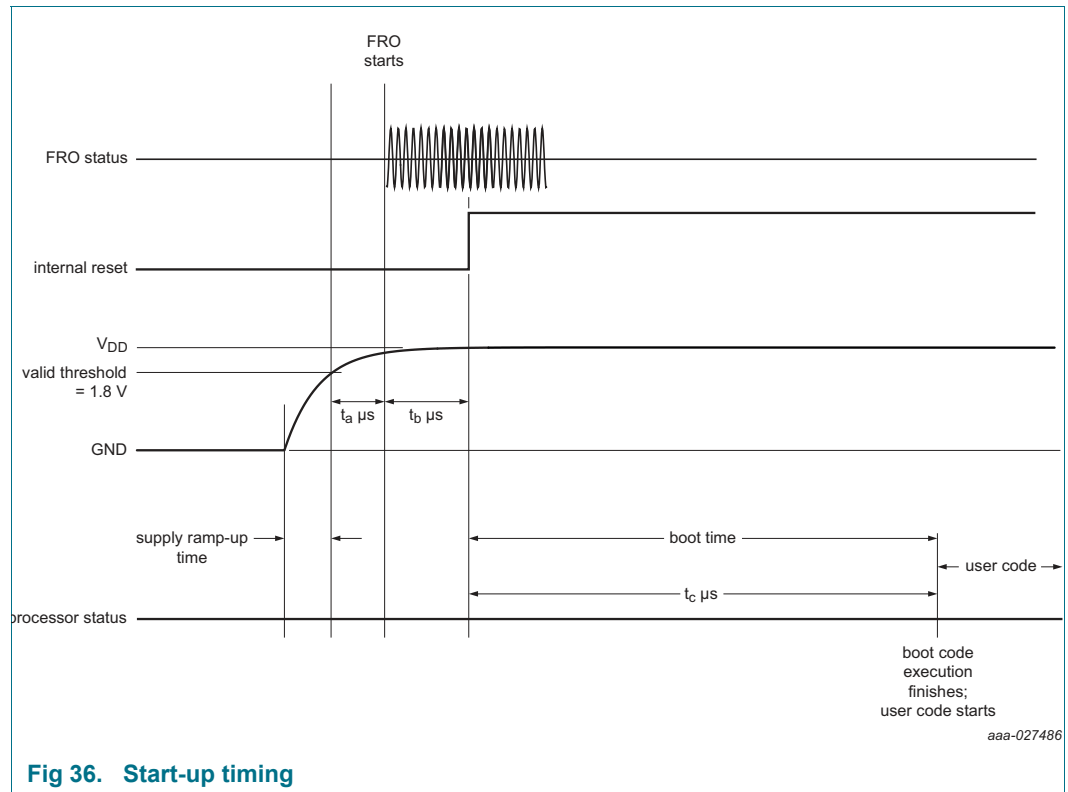 FRO
starts
FRO status
internal reset
VDD
valid threshold
= 1.8 V
ta μs
tb μs
GND
supply ramp-up
time
boot time
user code
tc μs
processor status
boot code
execution
finishes;
user code starts
aaa-027486
Fig 36. Start-up timing